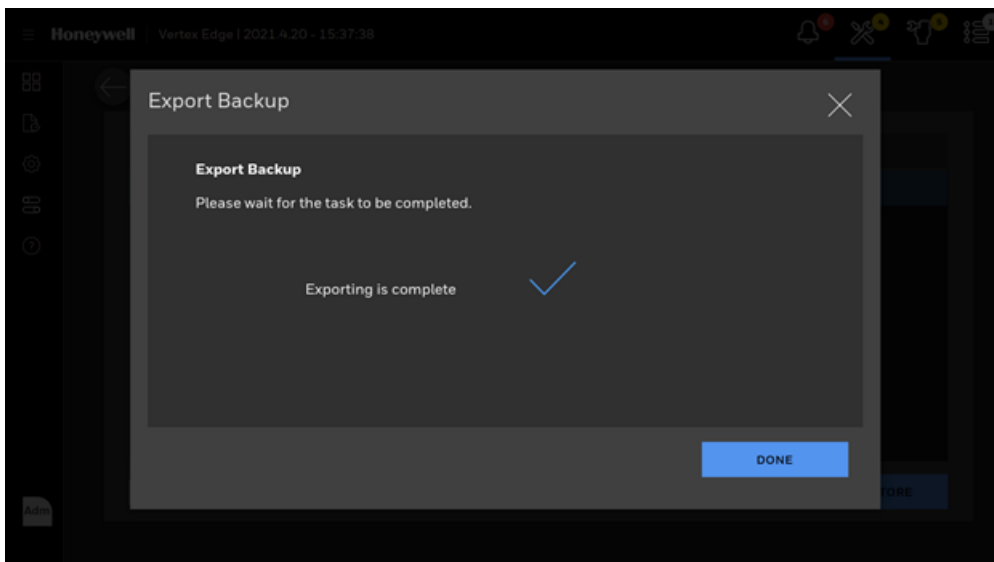 Honeywell Vertex Edge | 2021.4.20 - 15:37:38
Export Backup
Export Backup
Please wait for the task to be completed.
Exporting is complete
DONE
TORE
Adm